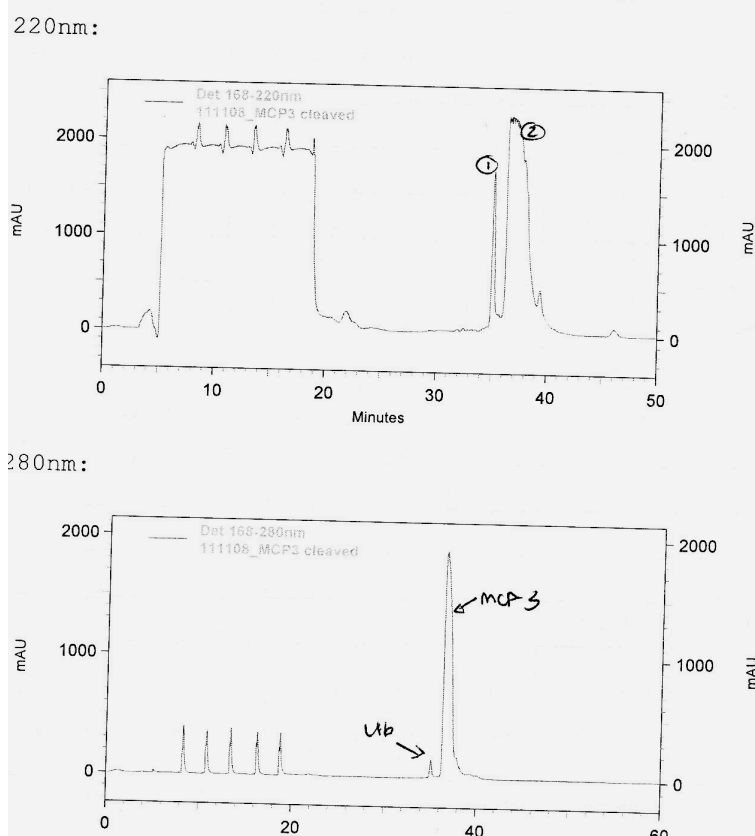 220nm:
Det 168-220nm
111108_MCP3 cleaved
2000
1000
0
mAU
2000
1000
0
mAU
① ②
0 10 20 30 40 50
Minutes
280nm:
Det 168-280nm
111108_MCP3 cleaved
2000
1000
0
mAU
2000
1000
0
mAU
MCP-3
Ub
0 20 40 60